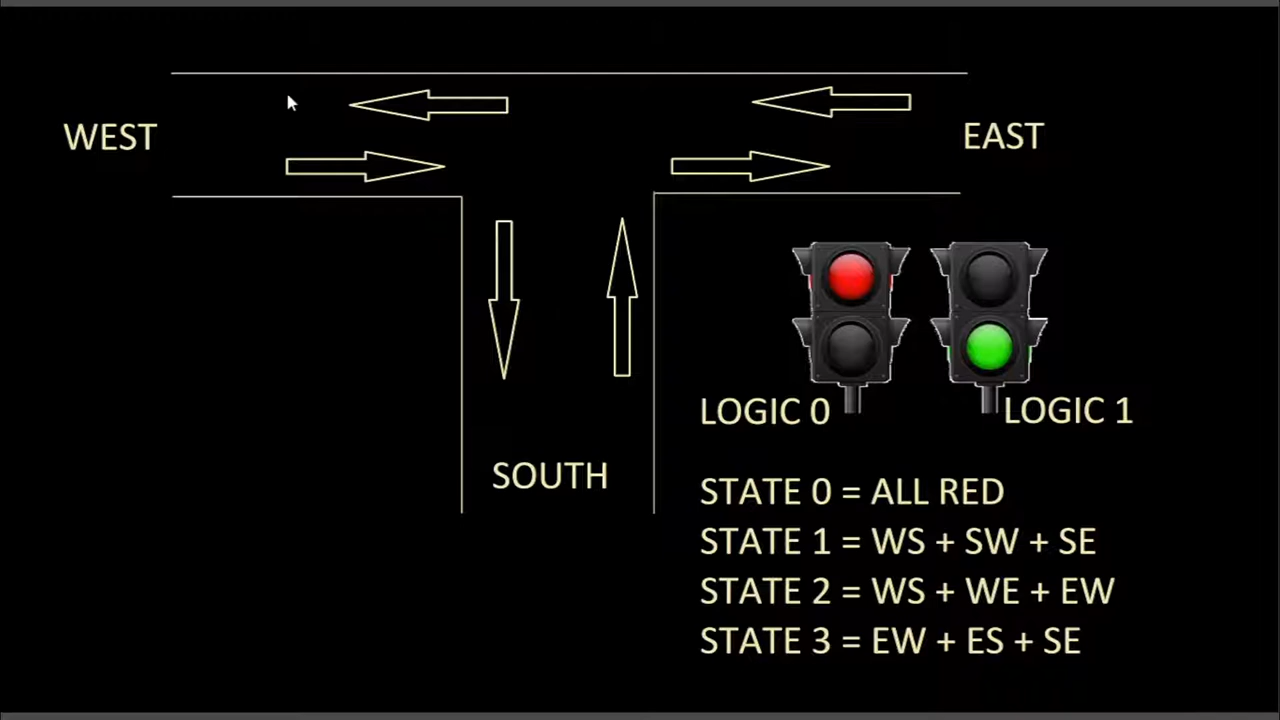 WEST
EAST
SOUTH
LOGIC 0
LOGIC 1
STATE 0 = ALL RED
STATE 1 = WS + SW + SE
STATE 2 = WS + WE + EW
STATE 3 = EW + ES + SE